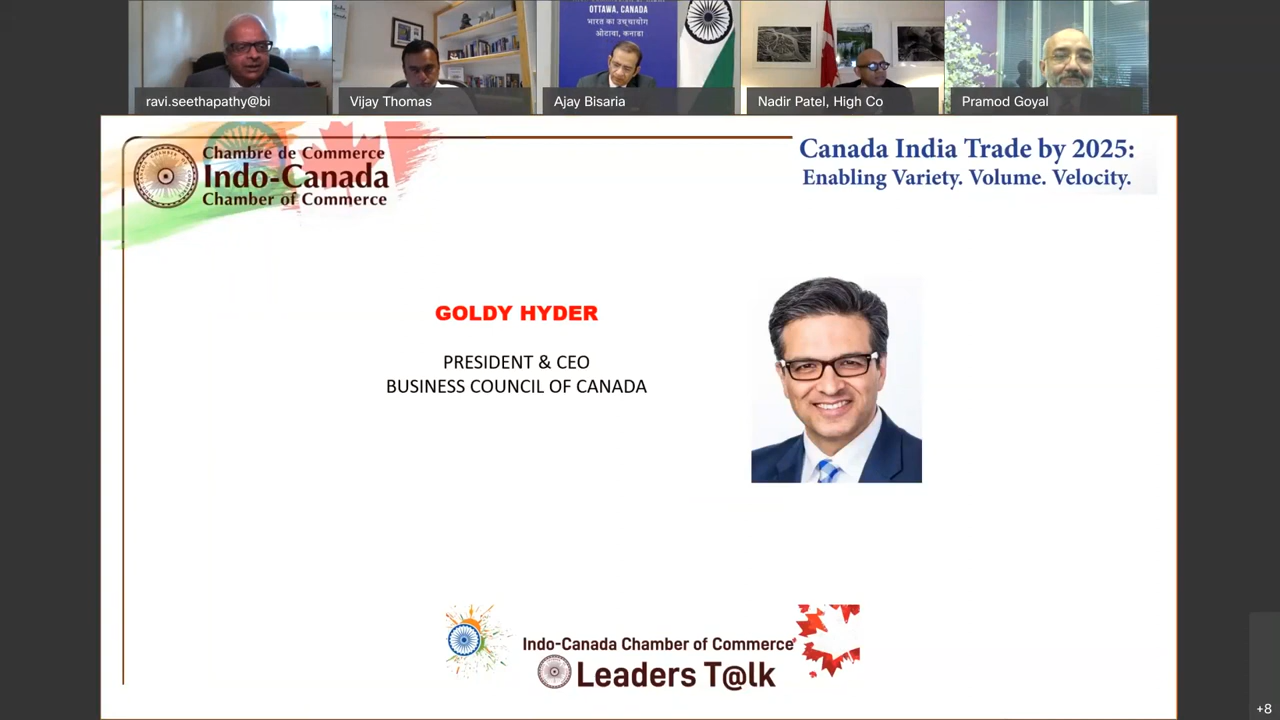 OTTAWA, CANADA
भारत का उच्चायोग
ओटावा, कनाडा
ravi.seethapathy@bi
Vijay Thomas
Ajay Bisaria
Nadir Patel, High Co
Pramod Goyal
Chambre de Commerce
Indo-Canada
Chamber of Commerce
Canada India Trade by 2025:
Enabling Variety. Volume. Velocity.
GOLDY HYDER
PRESIDENT & CEO
BUSINESS COUNCIL OF CANADA
Indo-Canada Chamber of Commerce
Leaders T@lk
+8